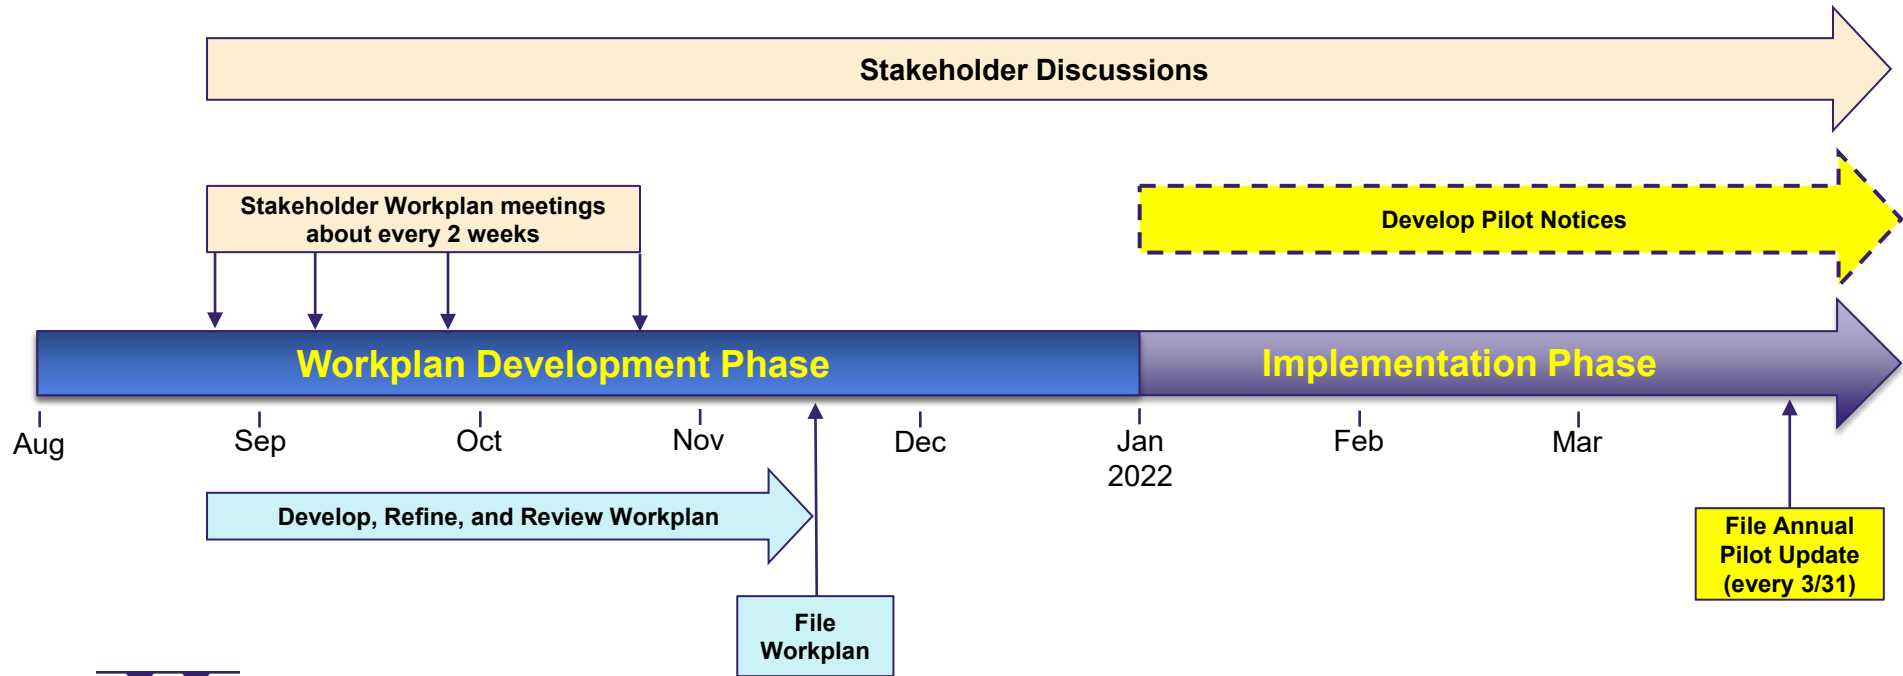 Stakeholder Discussions
Stakeholder Workplan meetings
about every 2 weeks
Develop Pilot Notices
Workplan Development Phase
Implementation Phase
Aug
Sep
Oct
Nov
Dec
Jan
2022
Feb
Mar
Develop, Refine, and Review Workplan
File
Workplan
File Annual
Pilot Update
(every 3/31)